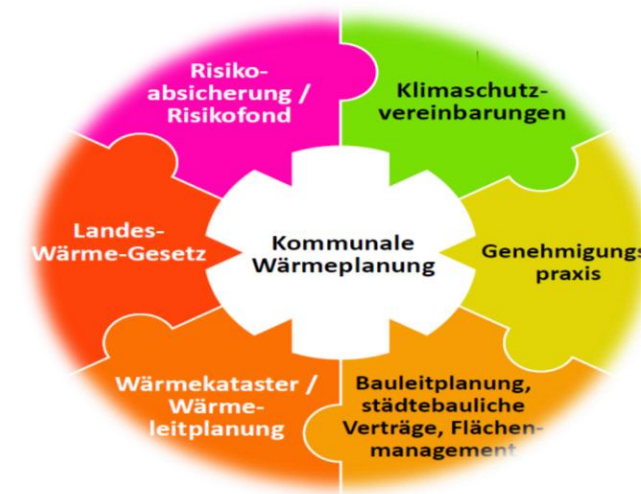 Risiko-
absicherung /
Risikofond
Klimaschutz-
vereinbarungen
Landes-
Wärme-Gesetz
Kommunale
Wärmeplanung
Genehmigungs
praxis
Wärmekataster /
Wärme-
leitplanung
Bauleitplanung,
städtebauliche
Verträge, Flächen-
management